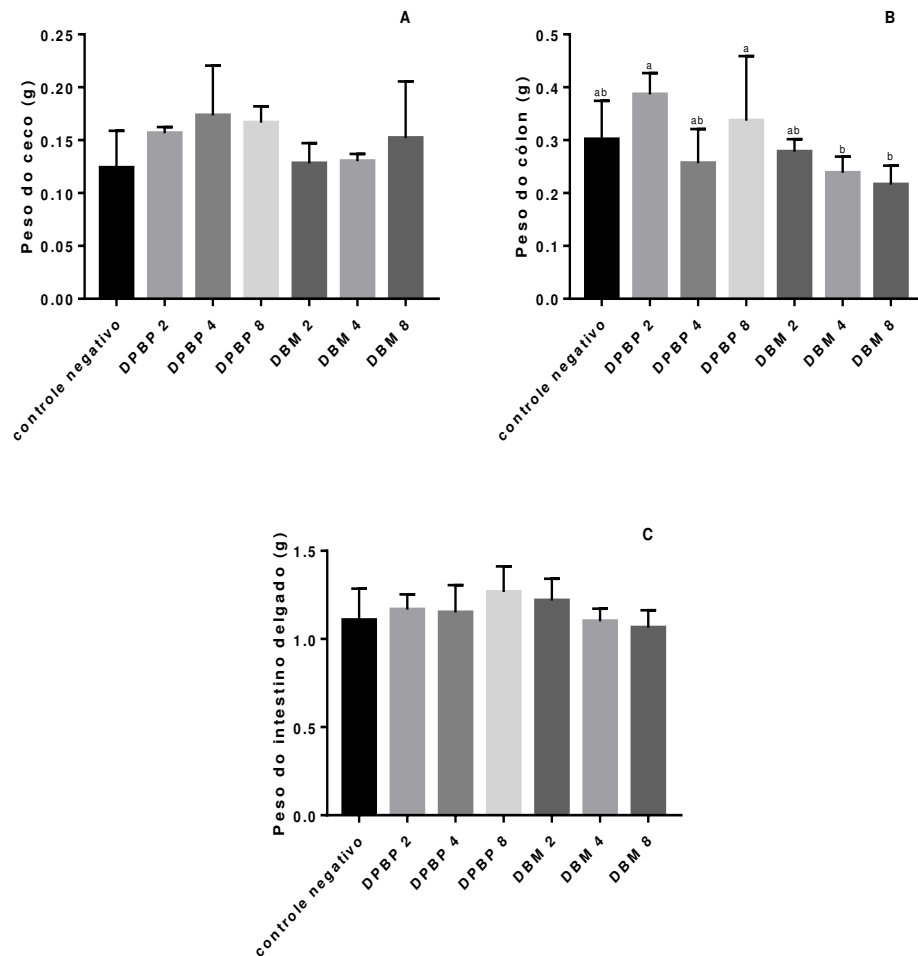 A
Peso do ceco (g)
0.25
0.20
0.15
0.10
0.05
0.00
controle negativo
DPBP 2
DPBP 4
DPBP 8
DBM 2
DBM 4
DBM 8
B
Peso do cólon (g)
0.5
0.4
0.3
0.2
0.1
0.0
ab
a
ab
a
ab
b
b
controle negativo
DPBP 2
DPBP 4
DPBP 8
DBM 2
DBM 4
DBM 8
C
Peso do intestino delgado (g)
1.5
1.0
0.5
0.0
controle negativo
DPBP 2
DPBP 4
DPBP 8
DBM 2
DBM 4
DBM 8